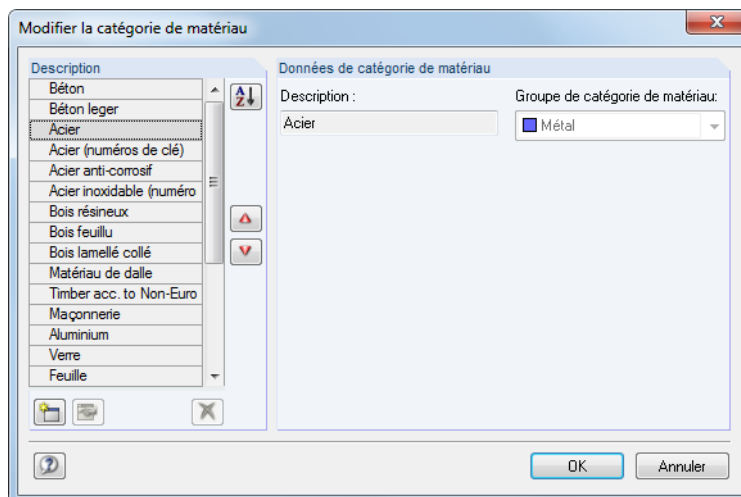 Modifier la catégorie de matériau
Description
Béton
Béton leger
Acier
Acier (numéros de clé)
Acier anti-corrosif
Acier inoxidable (numéro
Bois résineux
Bois feuillu
Bois lamellé collé
Matériau de dalle
Timber acc. to Non-Euro
Maçonnerie
Aluminium
Verre
Feuille
A
Z
Données de catégorie de matériau
Description :
Groupe de catégorie de matériau:
Acier
Métal
OK
Annuler